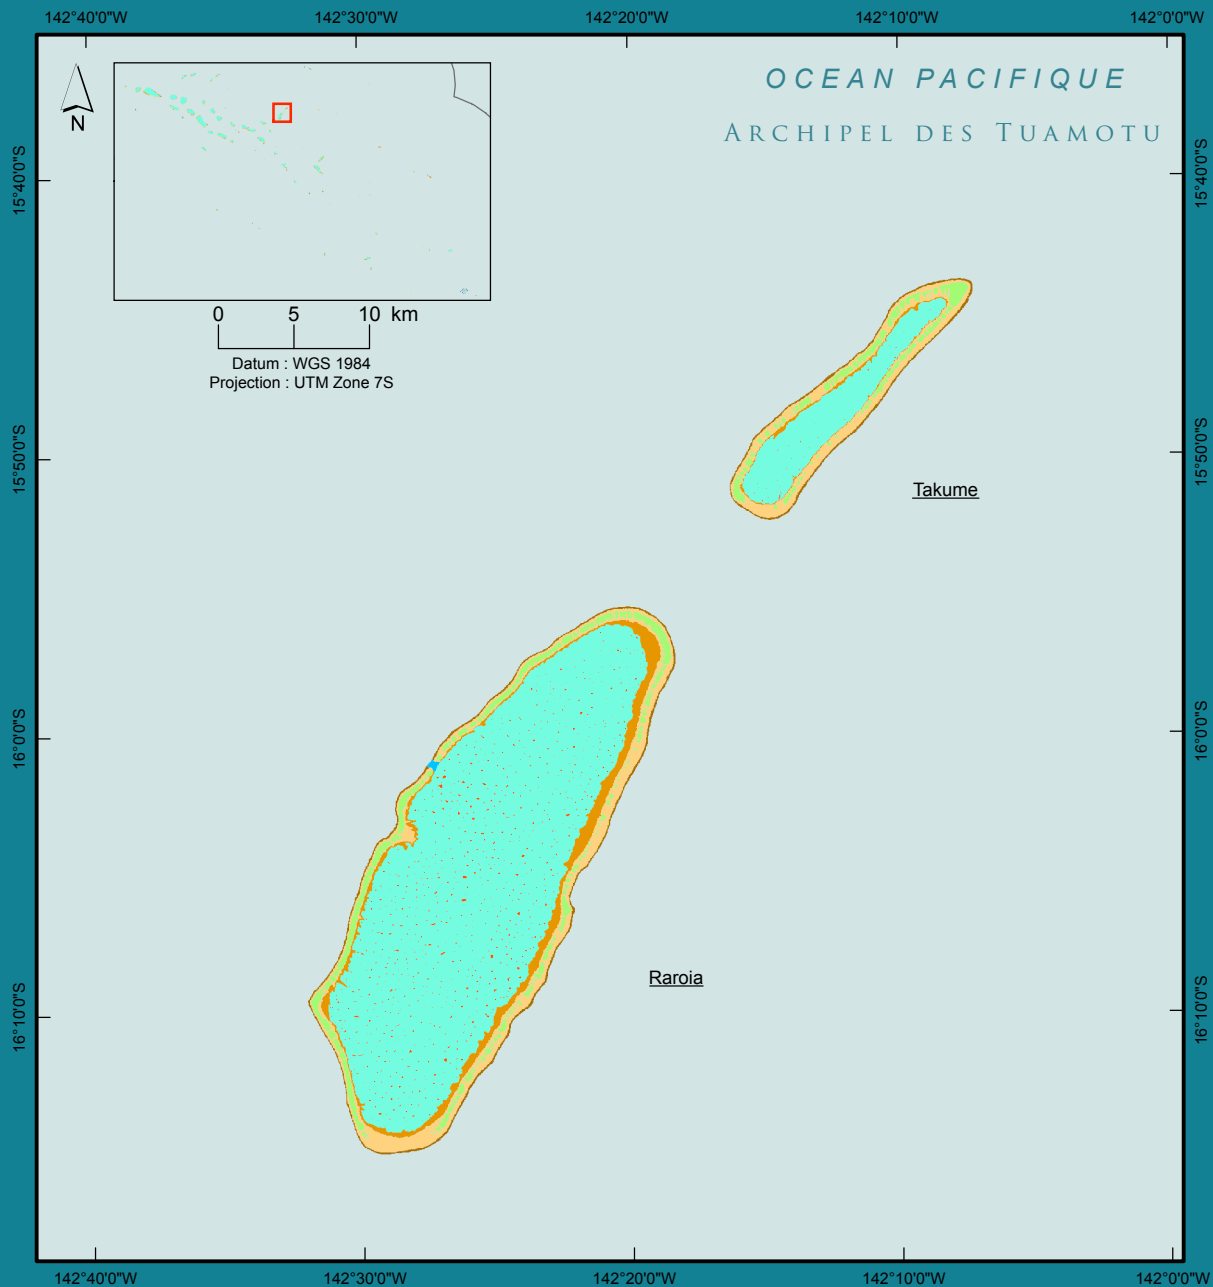 142°40'0"W 142°30'0"W 142°20'0"W 142°10'0"W 142°0'0"W
OCEAN PACIFIQUE
ARCHIPEL DES TUAMOTU
N
15°40'0"S 15°40'0"S
0 5 10 km
Datum : WGS 1984
Projection : UTM Zone 7S
15°50'0"S 15°50'0"S
Takume
16°0'0"S 16°0'0"S
Raroia
16°10'0"S 16°10'0"S
142°40'0"W 142°30'0"W 142°20'0"W 142°10'0"W 142°0'0"W